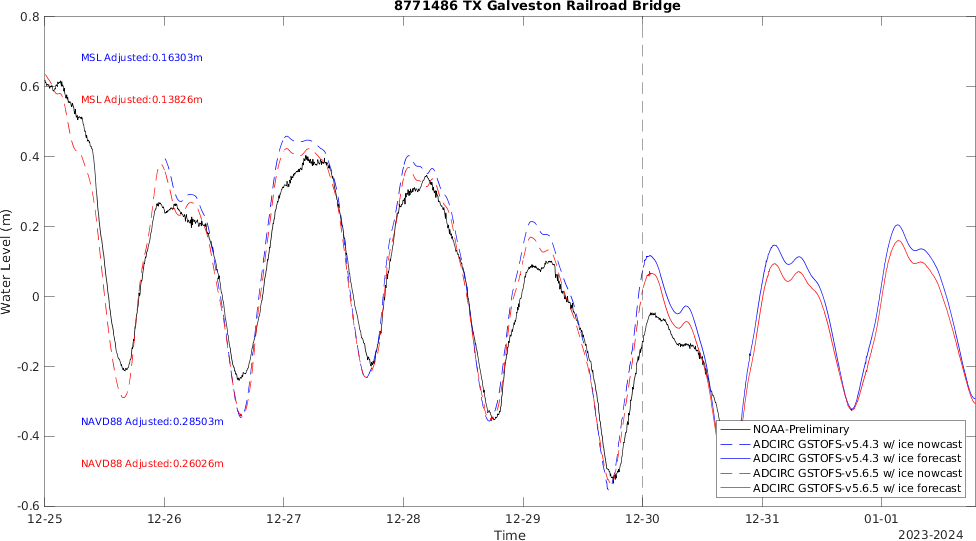 8771486 TX Galveston Railroad Bridge
0.8
0.6
0.4
0.2
0
-0.2
-0.4
-0.6
Water Level (m)
MSL Adjusted:0.16303m
MSL Adjusted:0.13826m
NAVD88 Adjusted:0.28503m
NAVD88 Adjusted:0.26026m
NOAA-Preliminary
ADCIRC GSTOFS-v5.4.3 w/ ice nowcast
ADCIRC GSTOFS-v5.4.3 w/ ice forecast
ADCIRC GSTOFS-v5.6.5 w/ ice nowcast
ADCIRC GSTOFS-v5.6.5 w/ ice forecast
12-25 12-26 12-27 12-28 12-29 12-30 12-31 01-01
Time
2023-2024